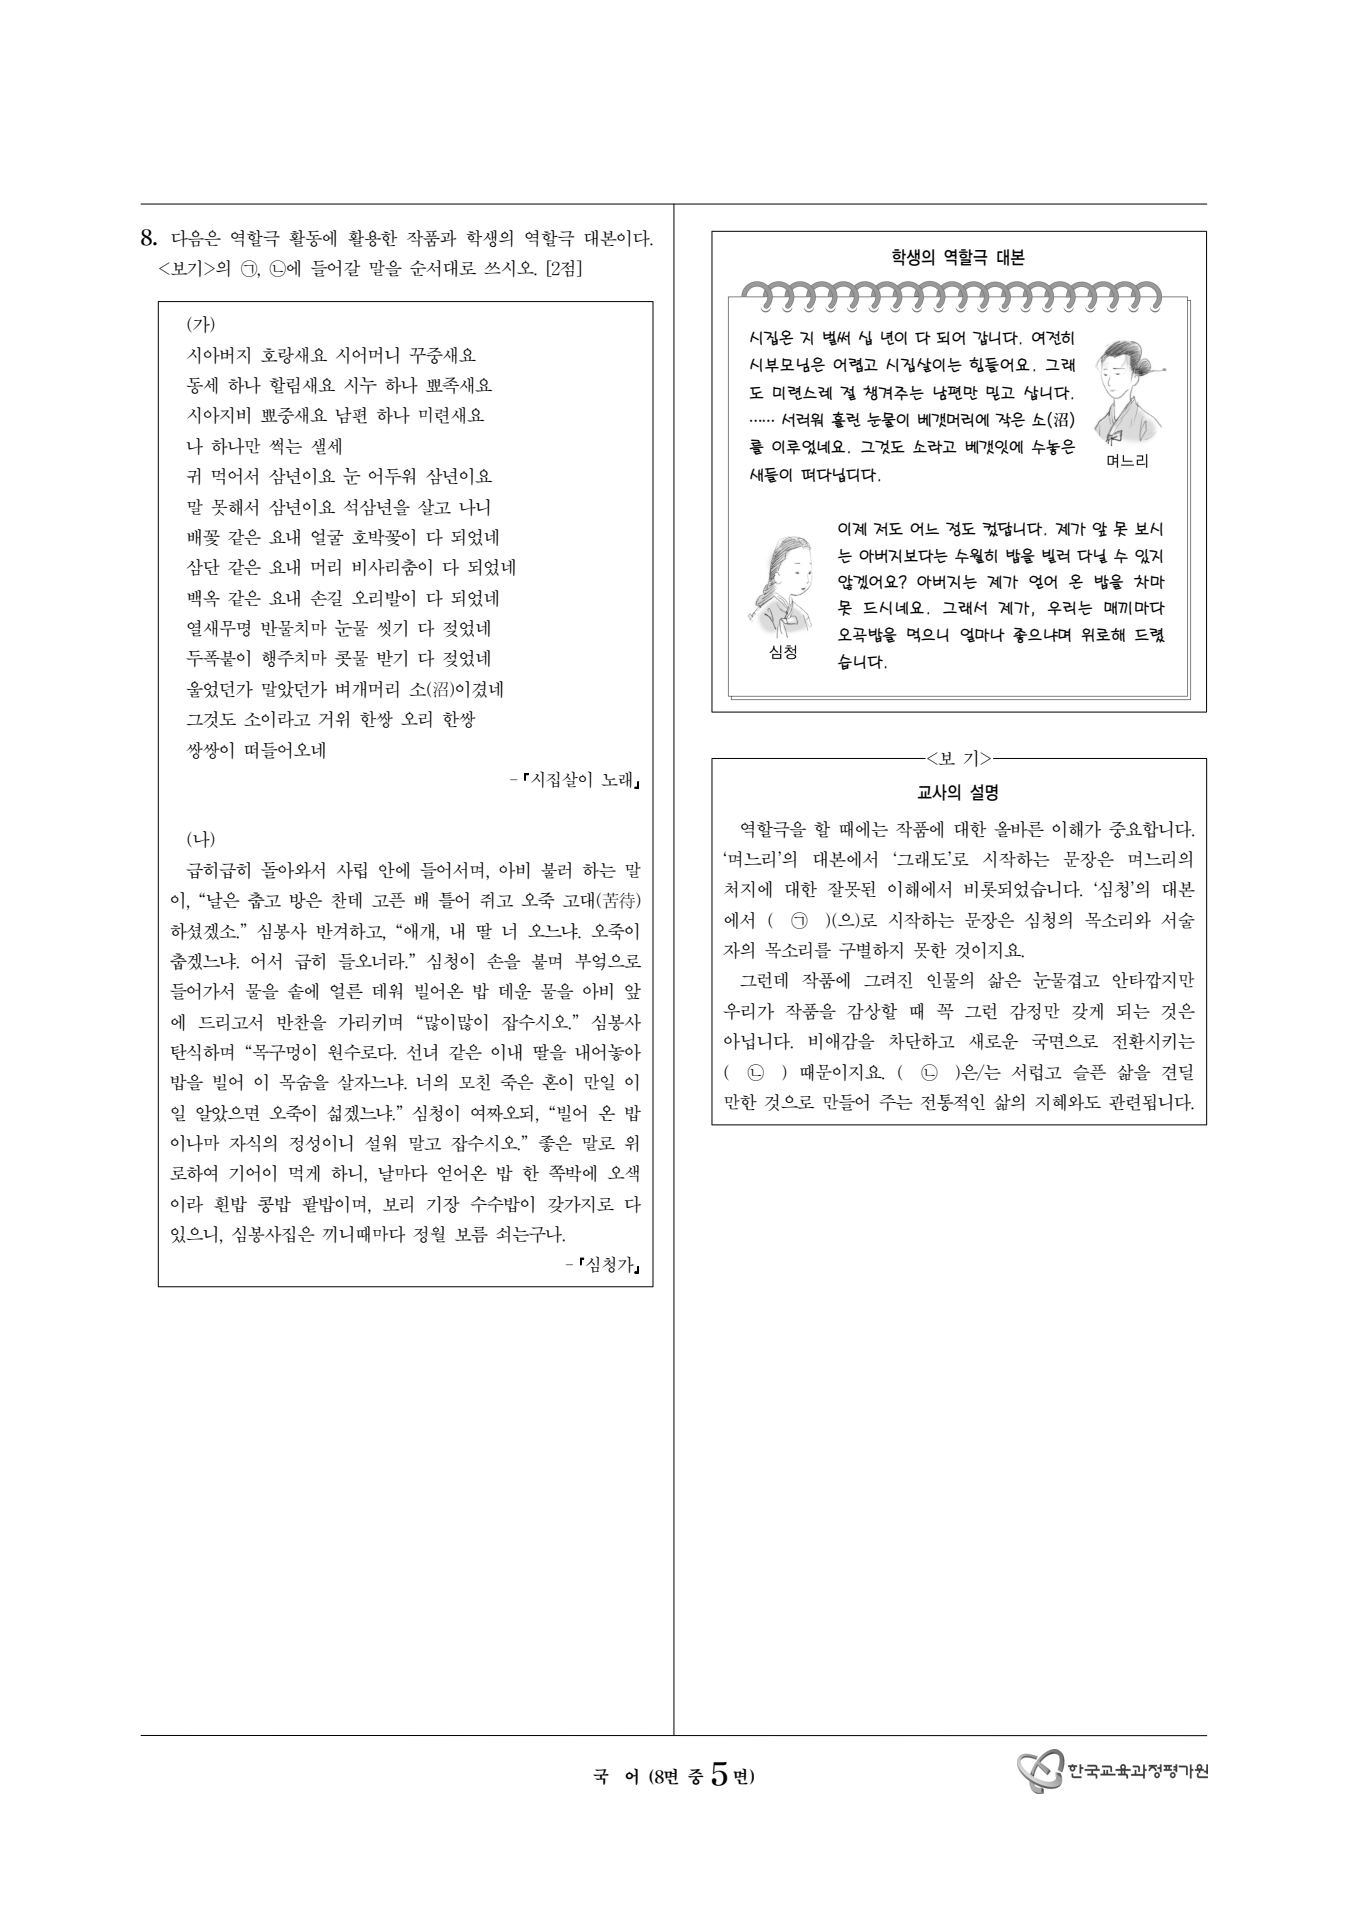 8. 다음은 역할극 활동에 활용한 작품과 학생의 역할극 대본이다.
<보기>의 ㉠, ㉡에 들어갈 말을 순서대로 쓰시오. [2점]
(가)
시아버지 호랑새요 시어머니 꾸중새요
동세 하나 할림새요 시누 하나 뾰족새요
시아지비 뾰중새요 남편 하나 미련새요
나 하나만 썩는 샐세
귀 먹어서 삼년이요 눈 어두워 삼년이요
말 못해서 삼년이요 석삼년을 살고 나니
배꽃 같은 요내 얼굴 호박꽃이 다 되었네
삼단 같은 요내 머리 비사리춤이 다 되었네
백옥 같은 요내 손길 오리발이 다 되었네
열새무명 반물치마 눈물 씻기 다 젖었네
두폭붙이 행주치마 콧물 받기 다 젖었네
울었던가 말았던가 벼개머리 소(沼)이겼네
그것도 소이라고 거위 한쌍 오리 한쌍
쌍쌍이 떠들어오네
-『시집살이 노래』
(나)
급히급히 돌아와서 사립 안에 들어서며, 아비 불러 하는 말
이, “날은 춥고 방은 찬데 고픈 배 틀어 쥐고 오죽 고대(苦待)
하셨겠소.” 심봉사 반겨하고, “애개, 내 딸 너 오느냐. 오죽이
춥겠느냐. 어서 급히 들오너라.” 심청이 손을 불며 부엌으로
들어가서 물을 솥에 얼른 데워 빌어온 밥 데운 물을 아비 앞
에 드리고서 반찬을 가리키며 “많이많이 잡수시오.” 심봉사
탄식하며 “목구멍이 원수로다. 선녀 같은 이내 딸을 내어놓아
밥을 빌어 이 목숨을 살자느냐. 너의 모친 죽은 혼이 만일 이
일 알았으면 오죽이 섧겠느냐.” 심청이 여짜오되, “빌어 온 밥
이나마 자식의 정성이니 설워 말고 잡수시오.” 좋은 말로 위
로하여 기어이 먹게 하니, 날마다 얻어온 밥 한 쪽박에 오색
이라 흰밥 콩밥 팥밥이며, 보리 기장 수수밥이 갖가지로 다
있으니, 심봉사집은 끼니때마다 정월 보름 쇠는구나.
-『심청가』
학생의 역할극 대본
시집온 지 벌써 십 년이 다 되어 갑니다. 여전히
시부모님은 어렵고 시집살이는 힘들어요. 그래
도 미련스레 절 챙겨주는 남편만 믿고 삽니다.
…… 서러워 흘린 눈물이 베갯머리에 작은 소(沼)
를 이루었네요. 그것도 소라고 베갯잇에 수놓은
새들이 떠다닙디다.
며느리
이제 저도 어느 정도 컸답니다. 제가 앞 못 보시
는 아버지보다는 수월히 밥을 빌러 다닐 수 있지
않겠어요? 아버지는 제가 얻어 온 밥을 차마
못 드시네요. 그래서 제가, 우리는 매끼마다
오곡밥을 먹으니 얼마나 좋으냐며 위로해 드렸
습니다.
심청
<보 기>
교사의 설명
역할극을 할 때에는 작품에 대한 올바른 이해가 중요합니다.
‘며느리’의 대본에서 ‘그래도’로 시작하는 문장은 며느리의
처지에 대한 잘못된 이해에서 비롯되었습니다. ‘심청’의 대본
에서 ( ㉠ )(으)로 시작하는 문장은 심청의 목소리와 서술
자의 목소리를 구별하지 못한 것이지요.
그런데 작품에 그려진 인물의 삶은 눈물겹고 안타깝지만
우리가 작품을 감상할 때 꼭 그런 감정만 갖게 되는 것은
아닙니다. 비애감을 차단하고 새로운 국면으로 전환시키는
( ㉡ ) 때문이지요. ( ㉡ )은/는 서럽고 슬픈 삶을 견딜
만한 것으로 만들어 주는 전통적인 삶의 지혜와도 관련됩니다.
국 어 (8면 중 5 면)
한국교육과정평가원